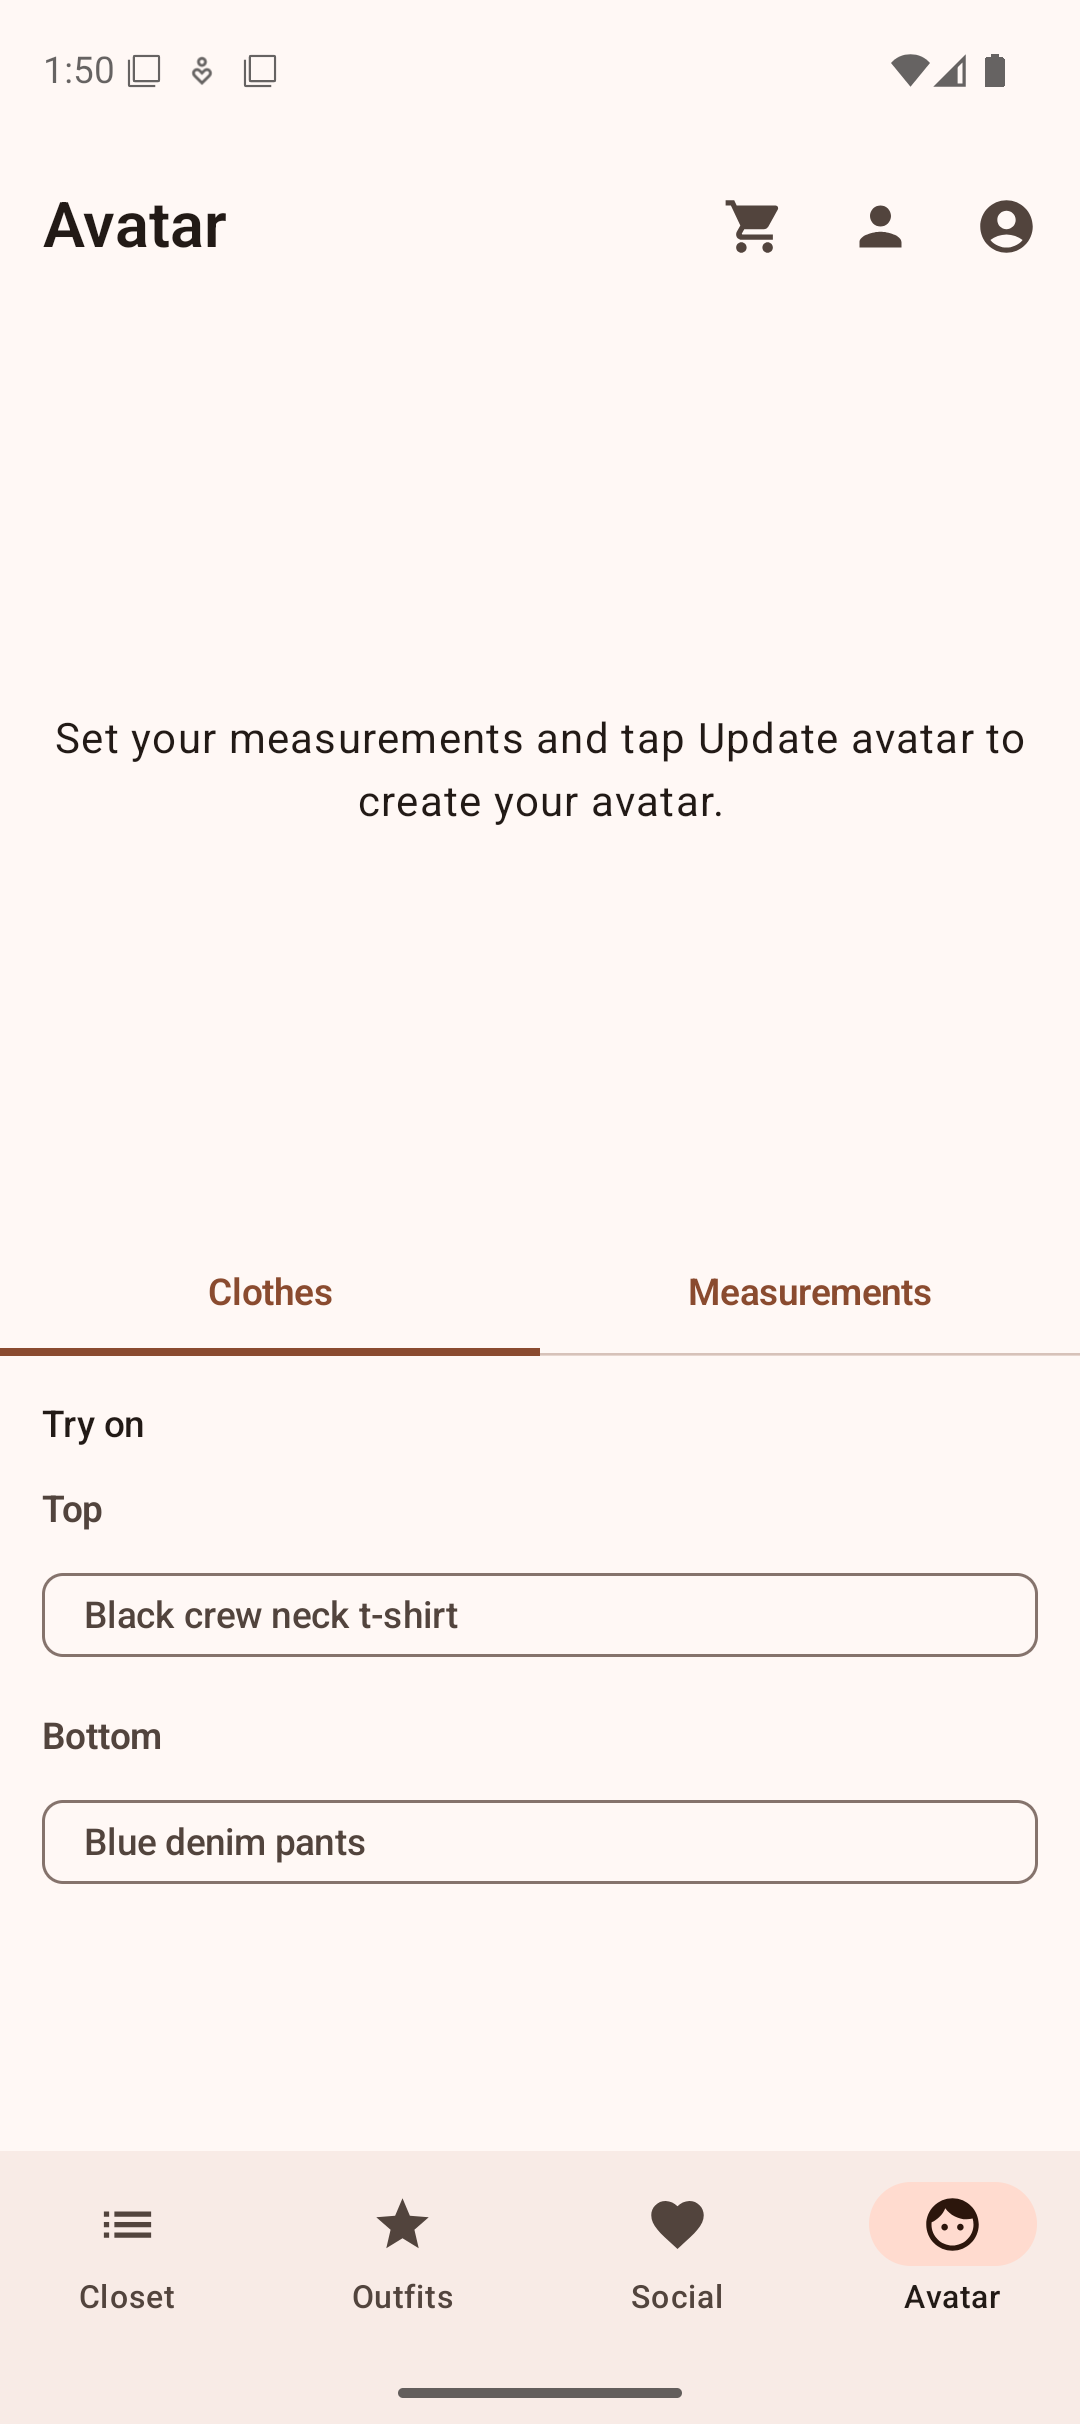 1:50
Avatar
Set your measurements and tap Update avatar to
create your avatar.
Clothes
Measurements
Try on
Top
Black crew neck t-shirt
Bottom
Blue denim pants
Closet
Outfits
Social
Avatar